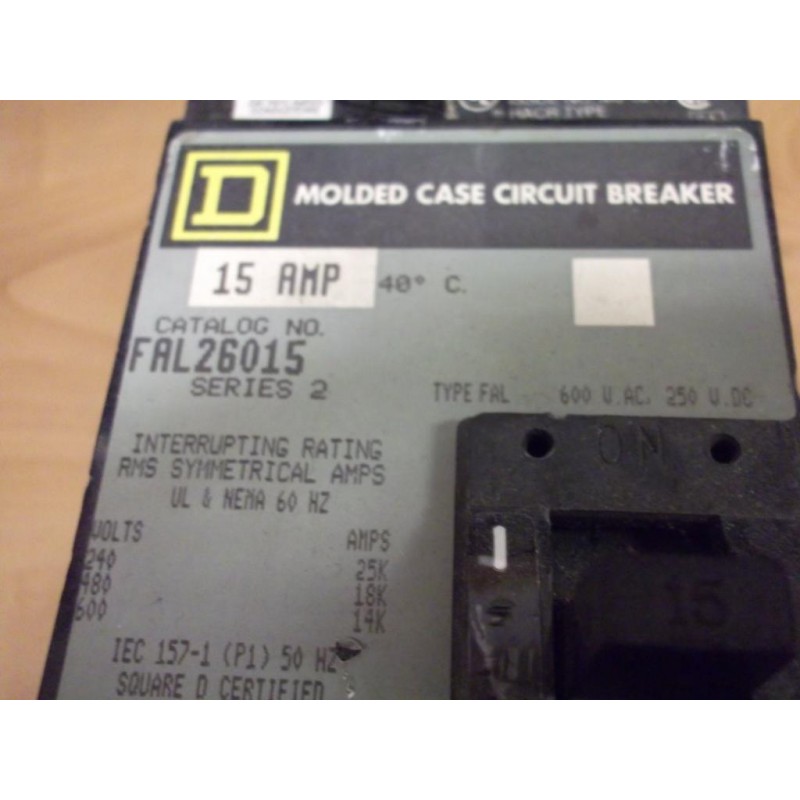 HACR TYPE
D MOLDED CASE CIRCUIT BREAKER
15 AMP 40° C.
CATALOG NO.
FAL26015
SERIES 2
TYPE FAL 600 V.AC. 250 V.DC
INTERRUPTING RATING
RMS SYMMETRICAL AMPS
UL & NEMA 60 HZ
VOLTS AMPS
240 25K
480 18K
600 14K
IEC 157-1 (P1) 50 HZ
SQUARE D CERTIFIED
ON
I
15